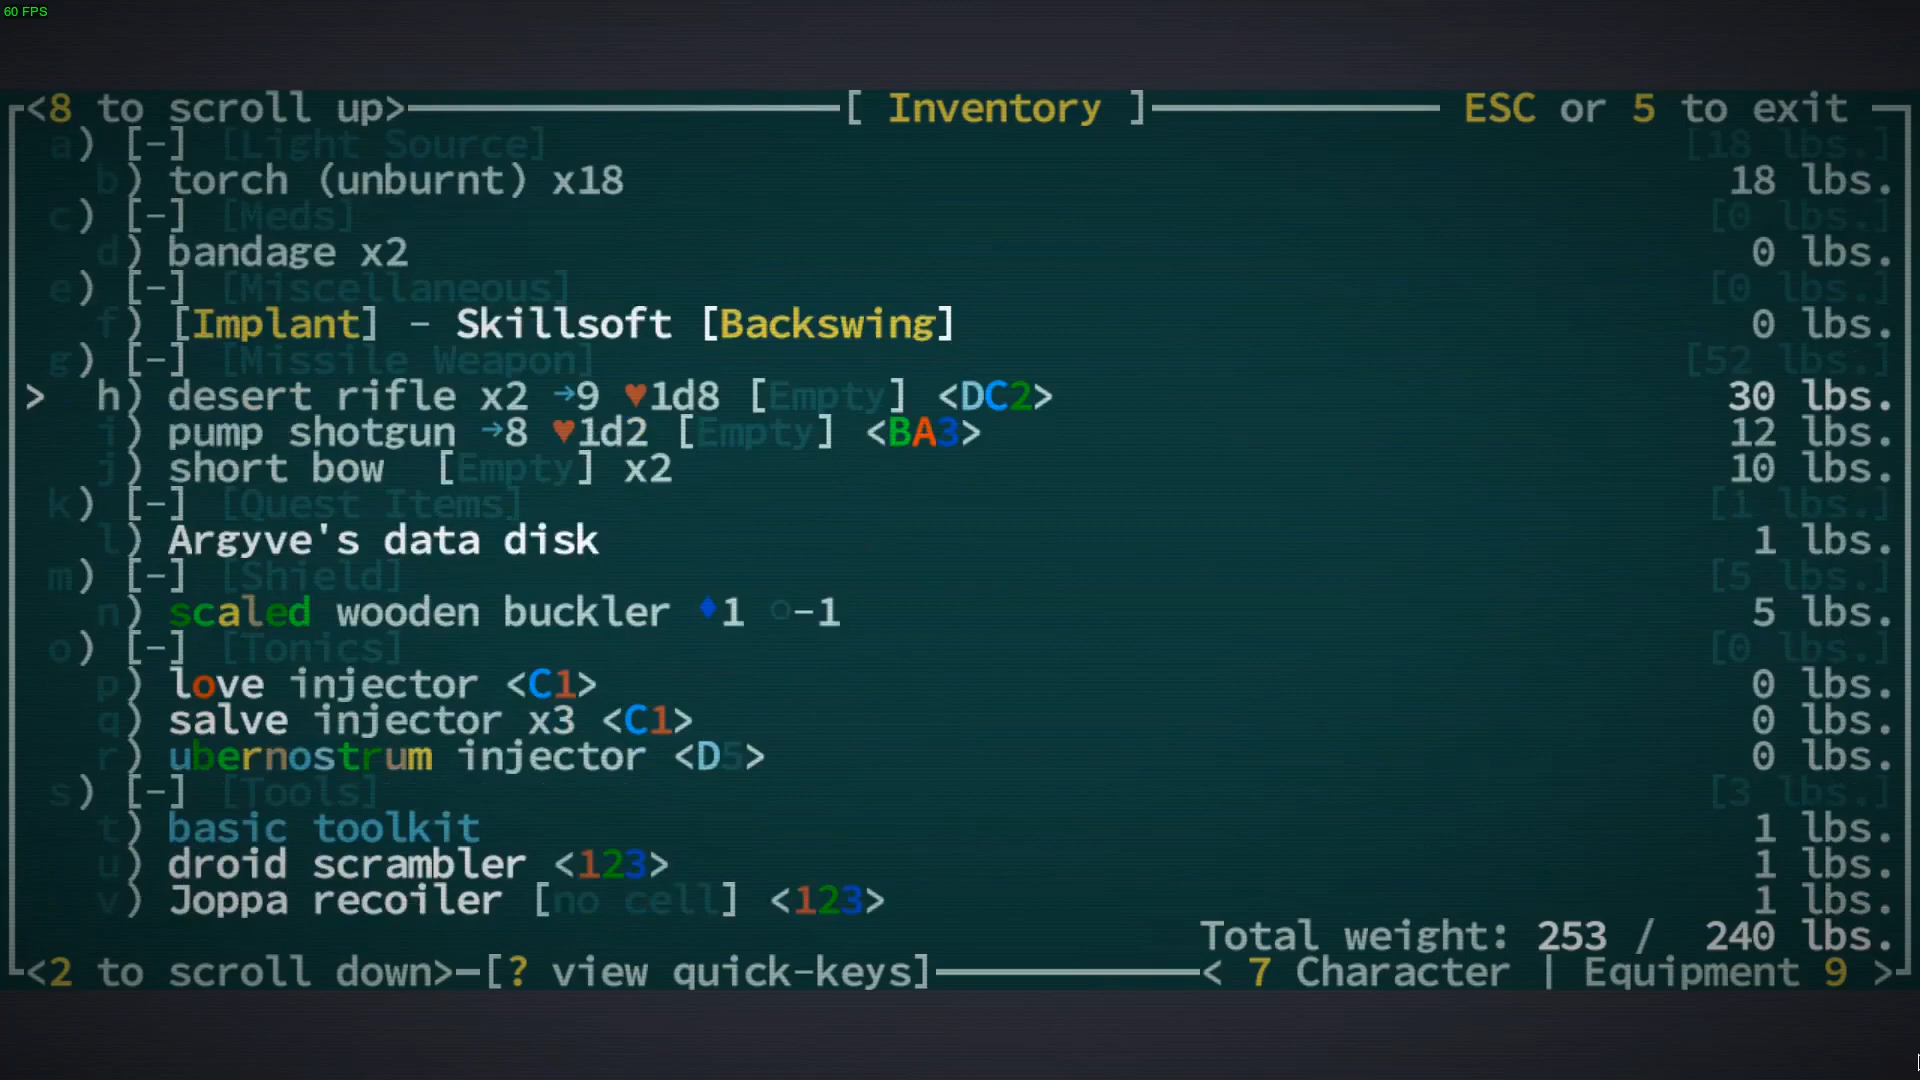 60 FPS
<8 to scroll up> [ Inventory ] ESC or 5 to exit
a) [-] [Light Source] [18 lbs.]
b) torch (unburnt) x18 18 lbs.
c) [-] [Meds] [0 lbs.]
d) bandage x2 0 lbs.
e) [-] [Miscellaneous] [0 lbs.]
f) [Implant] - Skillsoft [Backswing] 0 lbs.
g) [-] [Missile Weapon] [52 lbs.]
> h) desert rifle x2 →9 ♥1d8 [Empty] <DC2> 30 lbs.
i) pump shotgun →8 ♥1d2 [Empty] <BA3> 12 lbs.
j) short bow [Empty] x2 10 lbs.
k) [-] [Quest Items] [1 lbs.]
l) Argyve's data disk 1 lbs.
m) [-] [Shield] [5 lbs.]
n) scaled wooden buckler ♦1 ○-1 5 lbs.
o) [-] [Tonics] [0 lbs.]
p) love injector <C1> 0 lbs.
q) salve injector x3 <C1> 0 lbs.
r) ubernostrum injector <D5> 0 lbs.
s) [-] [Tools] [3 lbs.]
t) basic toolkit 1 lbs.
u) droid scrambler <123> 1 lbs.
v) Joppa recoiler [no cell] <123> 1 lbs.
Total weight: 253 / 240 lbs.
<2 to scroll down> [? view quick-keys] < 7 Character | Equipment 9 >